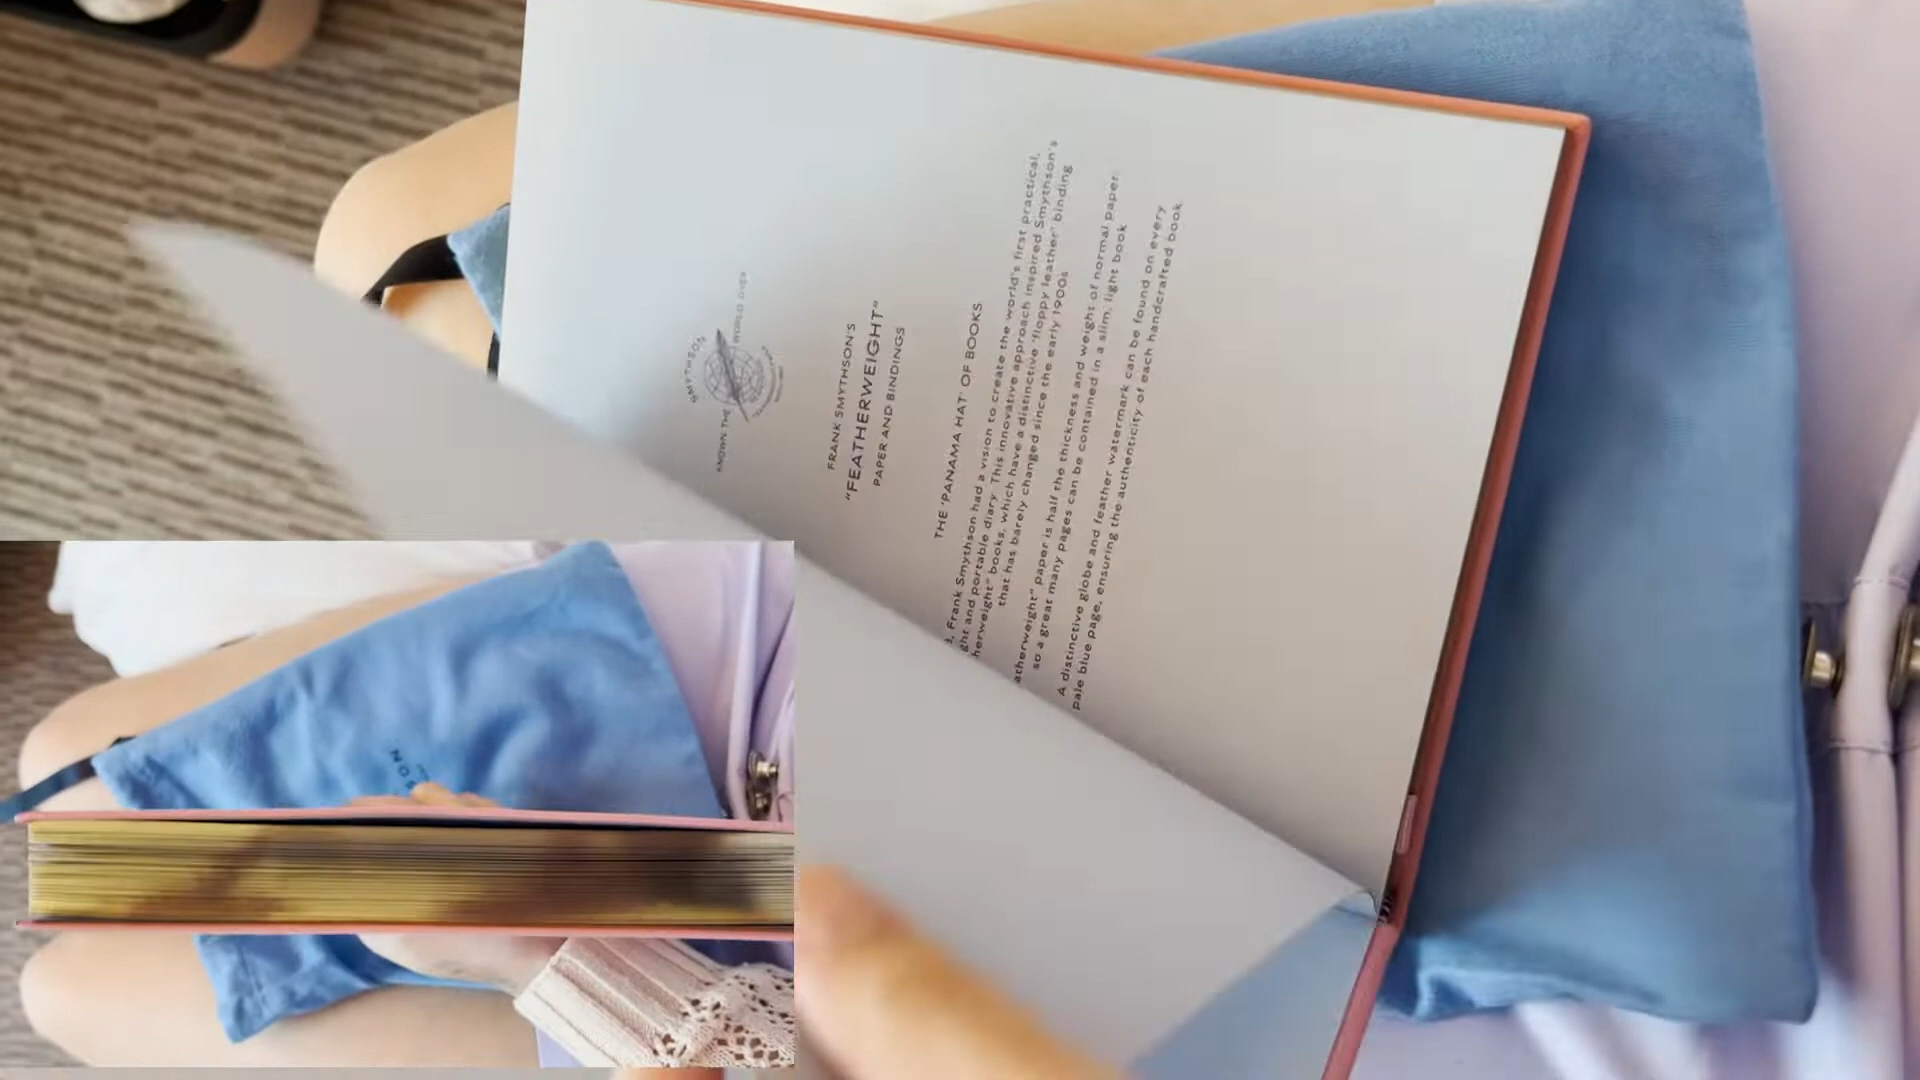 SMYTHSON
KNOWN THE WORLD OVER
FRANK SMYTHSON'S
"FEATHERWEIGHT"
PAPER AND BINDINGS
THE 'PANAMA HAT' OF BOOKS
Frank Smythson had a vision to create the world's first practical,
ght and portable diary. This innovative approach inspired Smythson's
herweight" books, which have a distinctive 'floppy leather' binding
that has barely changed since the early 1900s
atherweight" paper is half the thickness and weight of normal paper
so a great many pages can be contained in a slim, light book
A distinctive globe and feather watermark can be found on every
pale blue page, ensuring the authenticity of each handcrafted book
SON